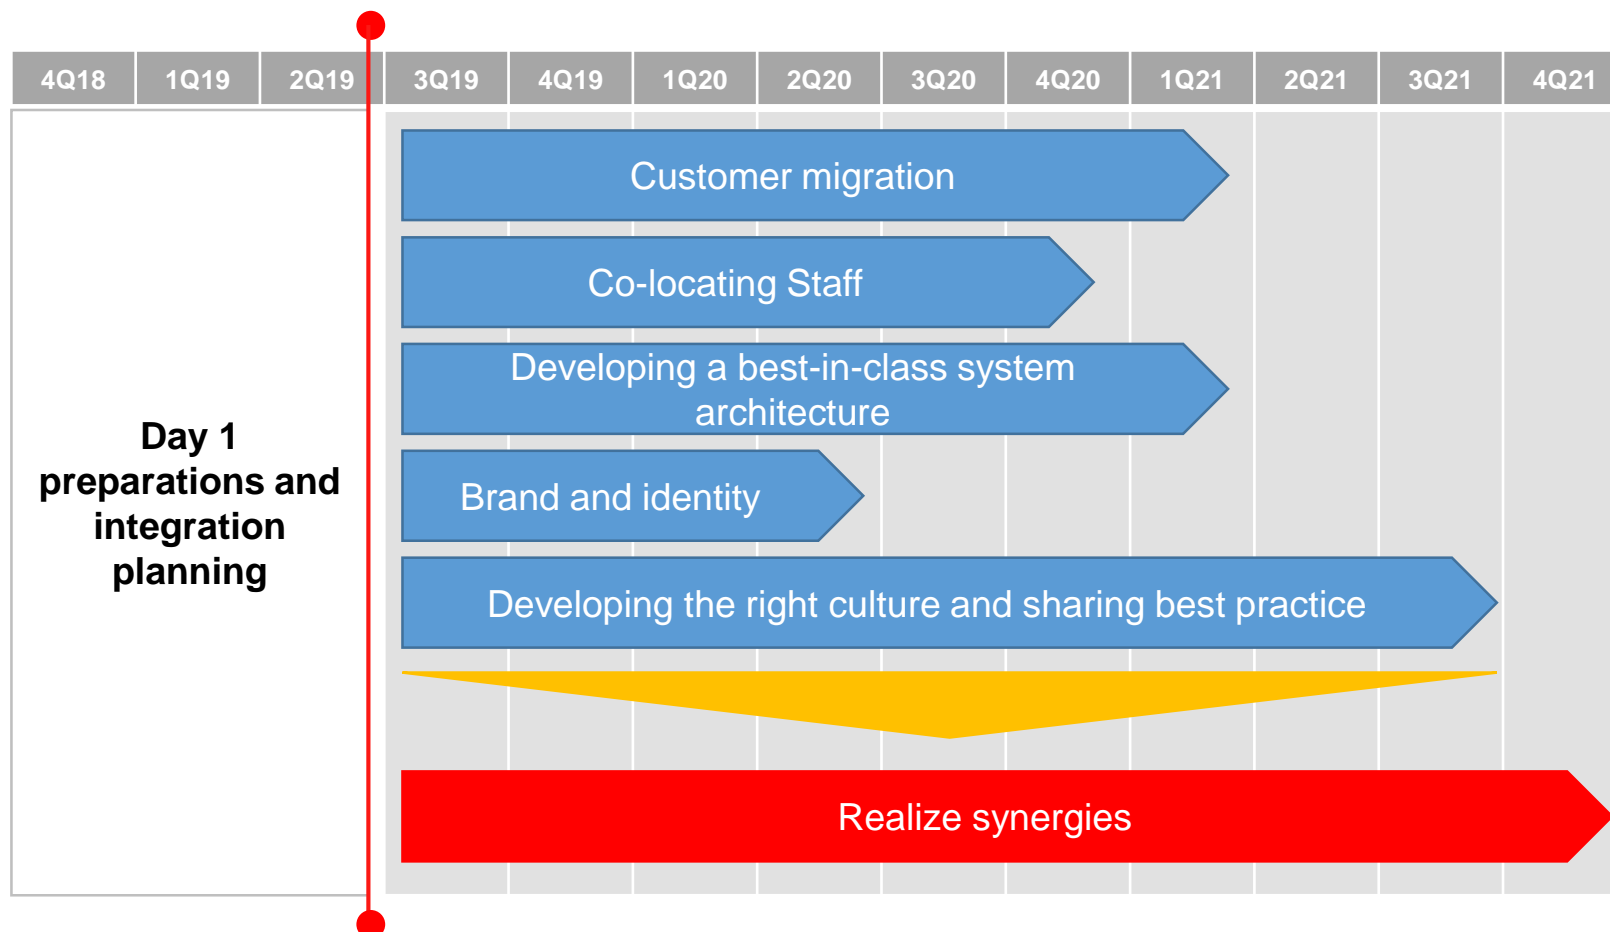 4Q18 1Q19 2Q19 3Q19 4Q19 1Q20 2Q20 3Q20 4Q20 1Q21 2Q21 3Q21 4Q21
Customer migration
Co-locating Staff
Developing a best-in-class system
architecture
Day 1
preparations and
integration
planning
Brand and identity
Developing the right culture and sharing best practice
Realize synergies